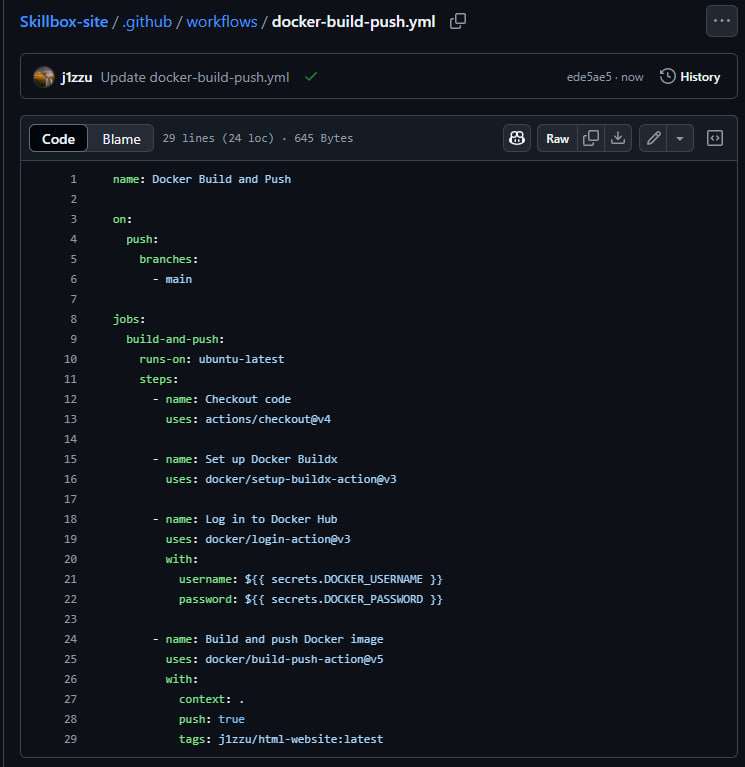 Skillbox-site / .github / workflows / docker-build-push.yml
j1zzu Update docker-build-push.yml ede5ae5 · now History
Code Blame 29 lines (24 loc) · 645 Bytes Raw
1 name: Docker Build and Push
2
3 on:
4   push:
5     branches:
6       - main
7
8 jobs:
9   build-and-push:
10     runs-on: ubuntu-latest
11     steps:
12       - name: Checkout code
13         uses: actions/checkout@v4
14
15       - name: Set up Docker Buildx
16         uses: docker/setup-buildx-action@v3
17
18       - name: Log in to Docker Hub
19         uses: docker/login-action@v3
20         with:
21           username: ${{ secrets.DOCKER_USERNAME }}
22           password: ${{ secrets.DOCKER_PASSWORD }}
23
24       - name: Build and push Docker image
25         uses: docker/build-push-action@v5
26         with:
27           context: .
28           push: true
29           tags: j1zzu/html-website:latest